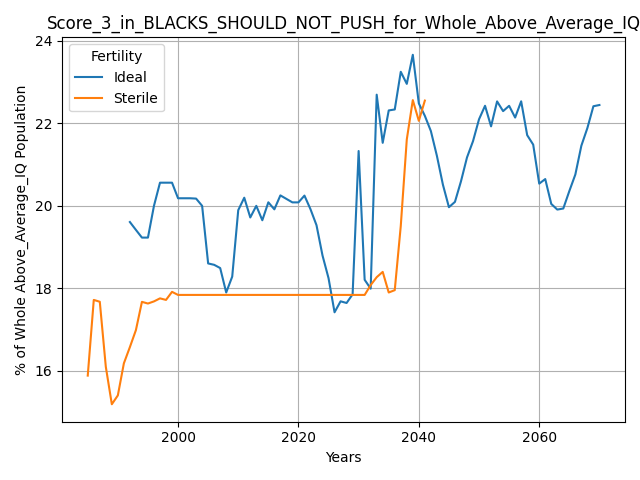 Score_3_in_BLACKS_SHOULD_NOT_PUSH_for_Whole_Above_Average_IQ
Fertility
Ideal
Sterile
% of Whole Above_Average_IQ Population
24
22
20
18
16
2000
2020
2040
2060
Years